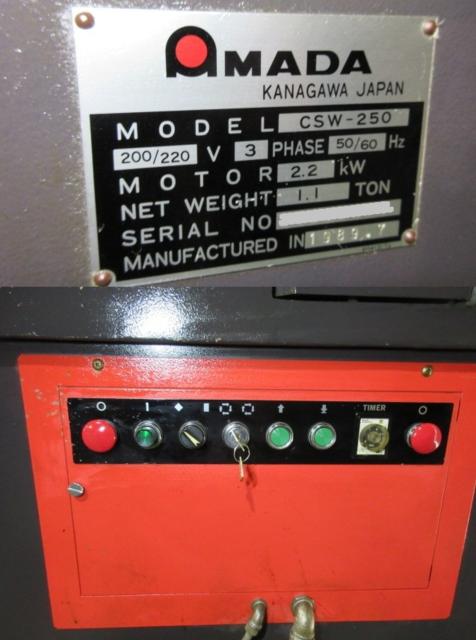 AMADA
KANAGAWA JAPAN
MODEL CSW-250
200/220 V 3 PHASE 50/60 Hz
MOTOR 2.2 kW
NET WEIGHT 1.1 TON
SERIAL NO
MANUFACTURED IN 1989.7
TIMER